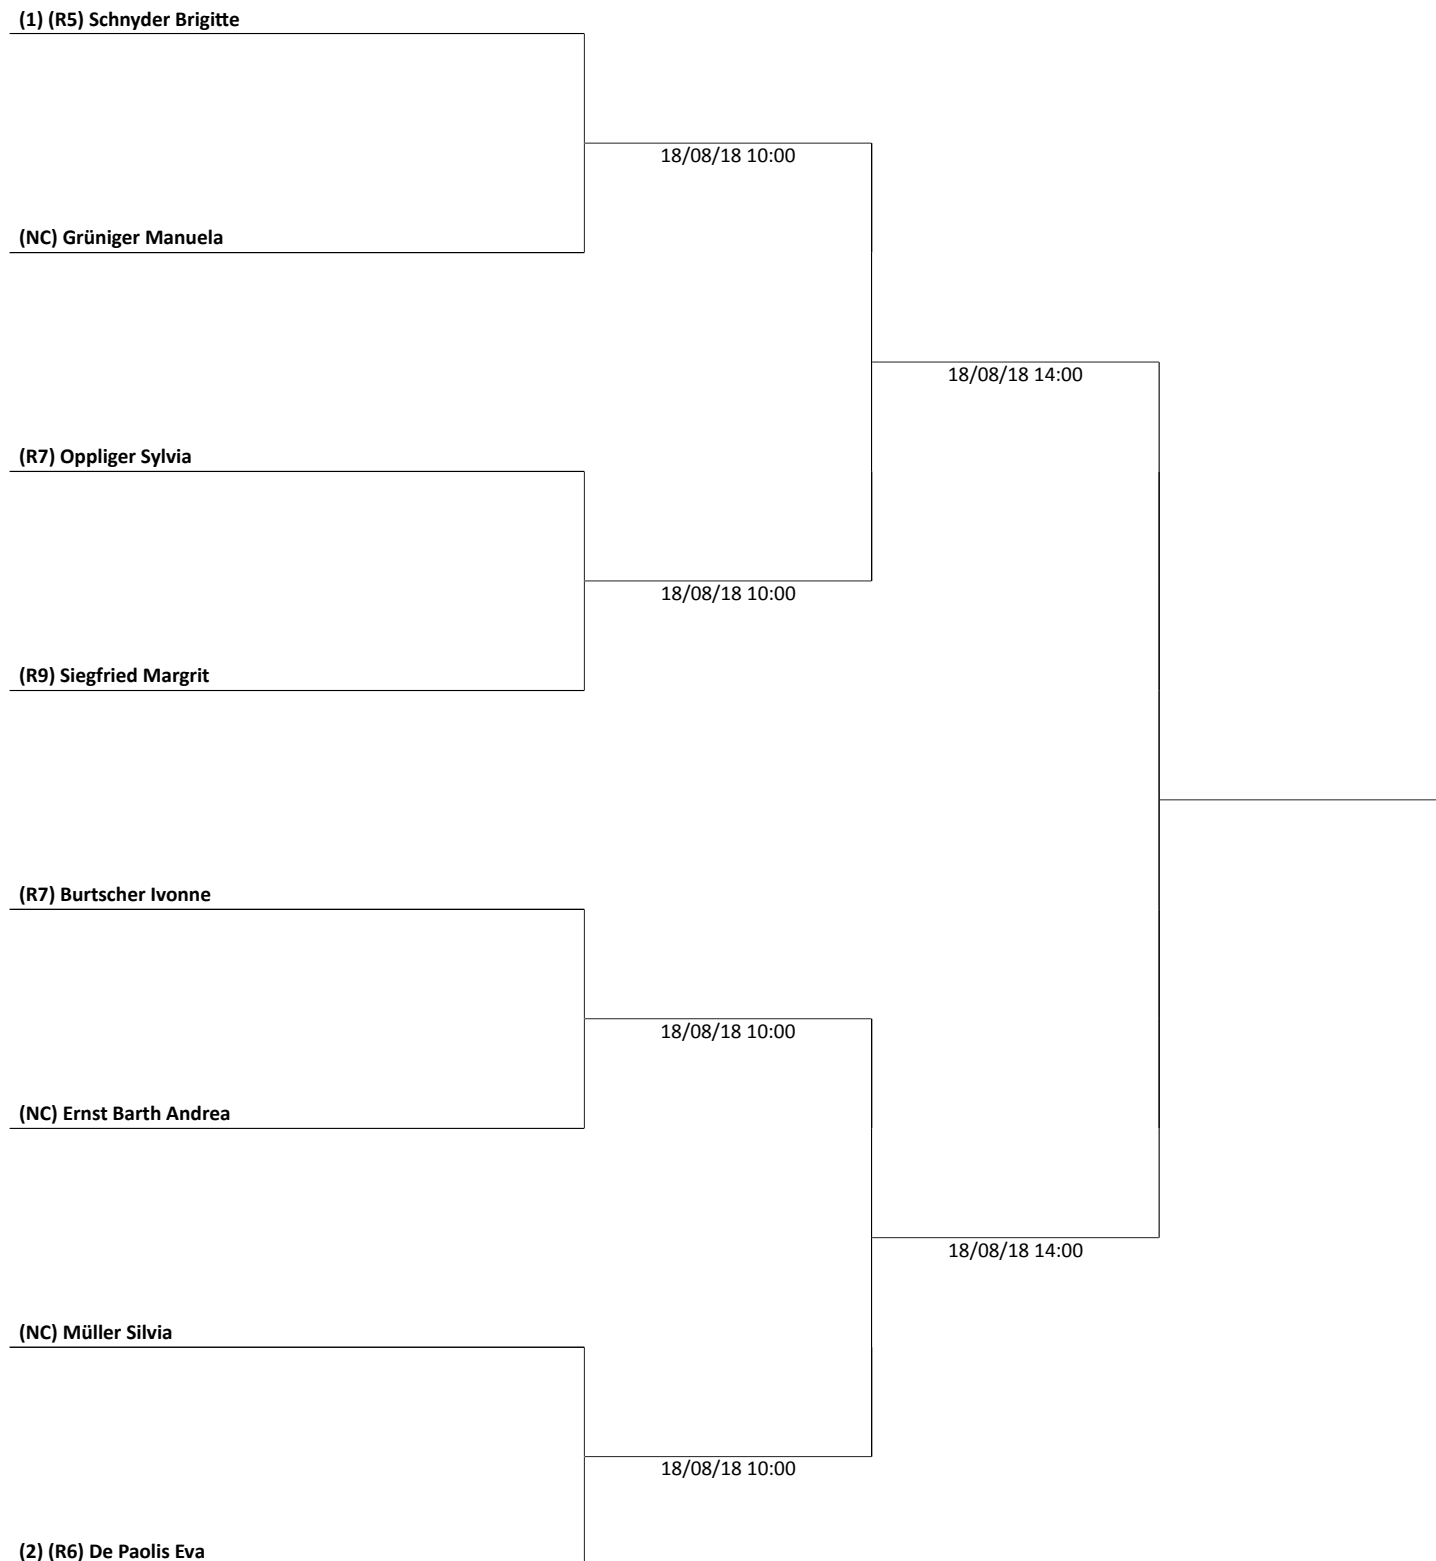 (1) (R5) Schnyder Brigitte
18/08/18 10:00
(NC) Grüniger Manuela
18/08/18 14:00
(R7) Oppliger Sylvia
18/08/18 10:00
(R9) Siegfried Margrit
(R7) Burtscher Ivonne
18/08/18 10:00
(NC) Ernst Barth Andrea
18/08/18 14:00
(NC) Müller Silvia
18/08/18 10:00
(2) (R6) De Paolis Eva